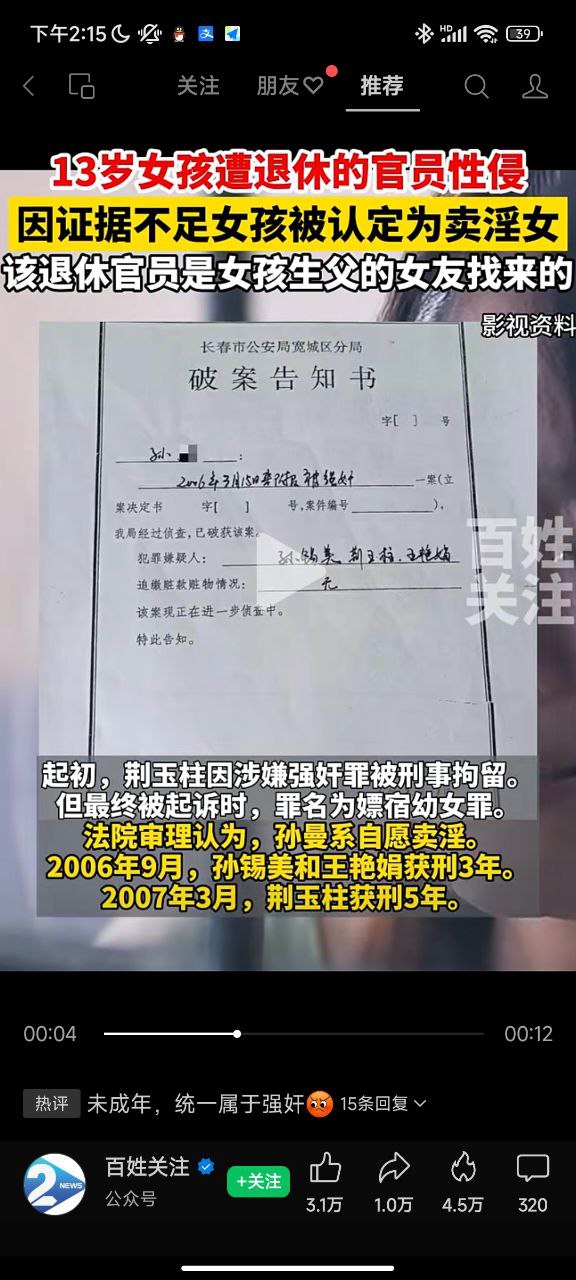 下午2:15
HD
39
关注
朋友
推荐
13岁女孩遭退休的官员性侵
因证据不足女孩被认定为卖淫女
该退休官员是女孩生父的女友找来的
影视资料
长春市公安局宽城区分局
破案告知书
字[ ] 号
孙 :
2006年3月15日 被强奸 一案(立
案决定书 字[ ] 号,案件编号 ),
我局经过侦查,已破获该案。
犯罪嫌疑人: 孙锡美 荆玉柱 王艳娟
追缴赃款赃物情况: 无
该案现正在进一步侦查中。
特此告知。
百姓
关注
起初，荆玉柱因涉嫌强奸罪被刑事拘留。
但最终被起诉时，罪名为嫖宿幼女罪。
法院审理认为，孙曼系自愿卖淫。
2006年9月，孙锡美和王艳娟获刑3年。
2007年3月，荆玉柱获刑5年。
00:04
00:12
热评 未成年，统一属于强奸 15条回复
2 NEWS
百姓关注
公众号
+关注
3.1万
1.0万
4.5万
320